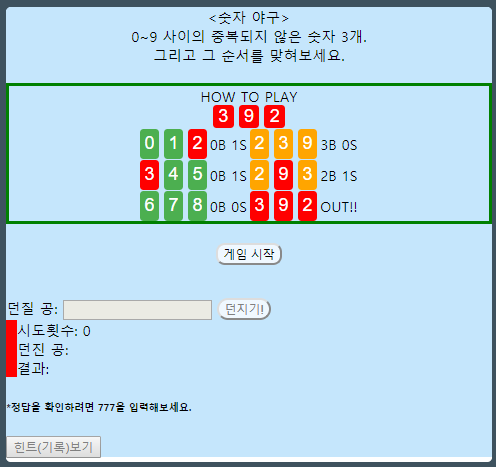 <숫자 야구>
0~9 사이의 중복되지 않은 숫자 3개.
그리고 그 순서를 맞혀보세요.
HOW TO PLAY
3 9 2
0 1 2 0B 1S 2 3 9 3B 0S
3 4 5 0B 1S 2 9 3 2B 1S
6 7 8 0B 0S 3 9 2 OUT!!
게임 시작
던질 공: 던지기!
시도횟수: 0
던진 공:
결과:
*정답을 확인하려면 777을 입력해보세요.
힌트(기록)보기